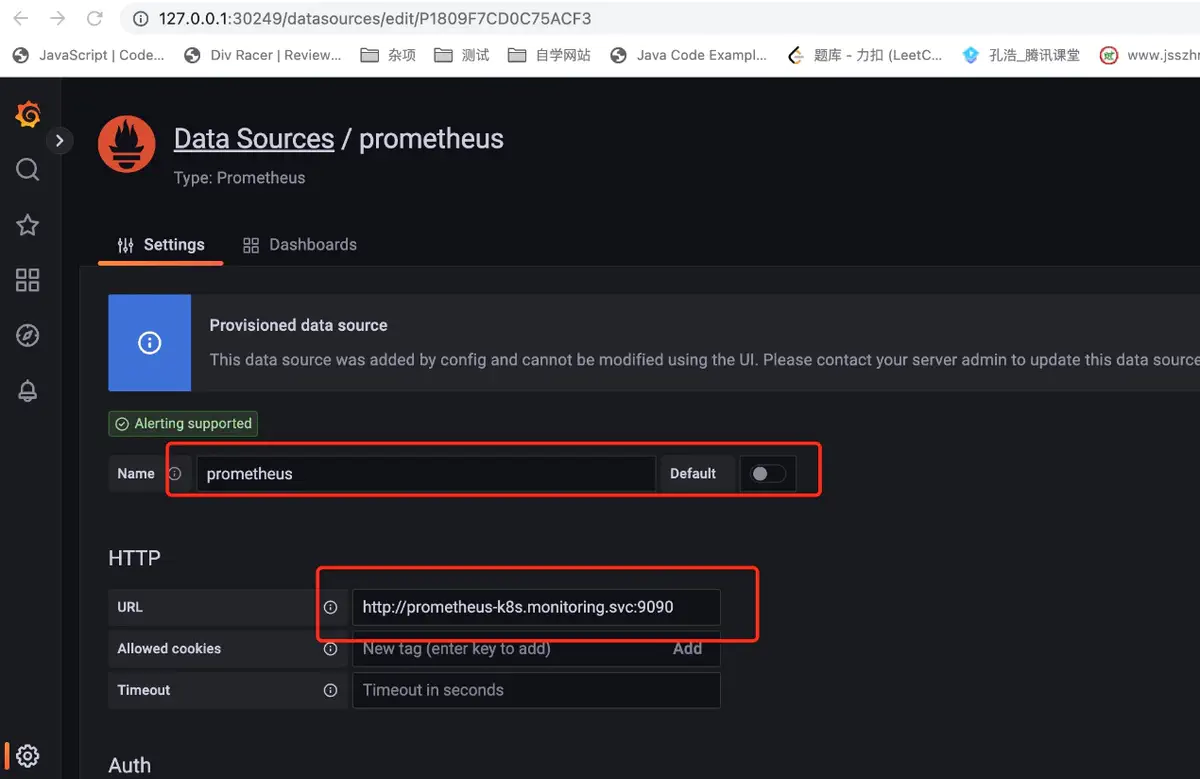 127.0.0.1:30249/datasources/edit/P1809F7CD0C75ACF3
JavaScript | Code... Div Racer | Review... 杂项 测试 自学网站 Java Code Exampl... 题库 - 力扣 (LeetC... 孔浩_腾讯课堂 www.jsszhr
Data Sources / prometheus
Type: Prometheus
Settings Dashboards
Provisioned data source
This data source was added by config and cannot be modified using the UI. Please contact your server admin to update this data source
Alerting supported
Name prometheus Default
HTTP
URL http://prometheus-k8s.monitoring.svc:9090
Allowed cookies New tag (enter key to add) Add
Timeout Timeout in seconds
Auth